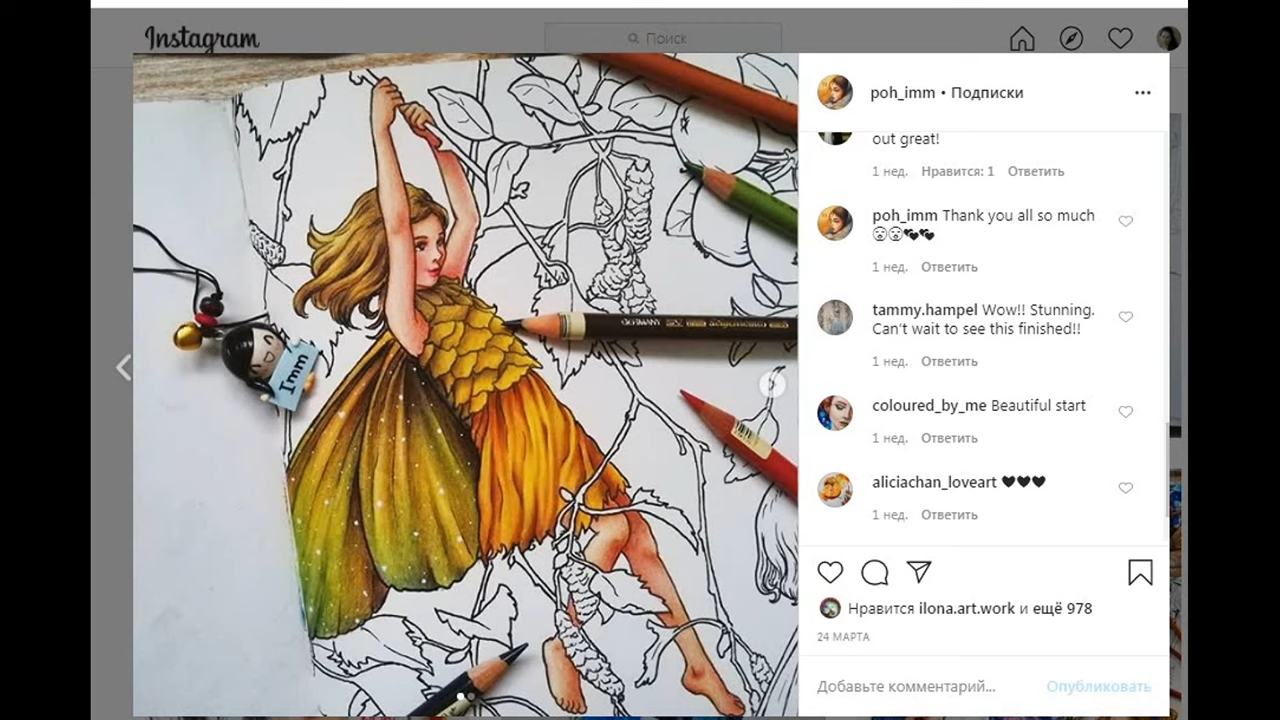 Instagram
Поиск
poh_imm • Подписки
out great!
1 нед. Нравится: 1 Ответить
poh_imm Thank you all so much
1 нед. Ответить
tammy.hampel Wow!! Stunning.
Can't wait to see this finished!!
1 нед. Ответить
coloured_by_me Beautiful start
1 нед. Ответить
aliciachan_loveart
1 нед. Ответить
Нравится ilona.art.work и ещё 978
24 МАРТА
Добавьте комментарий... Опубликовать
Imm
GERMANY